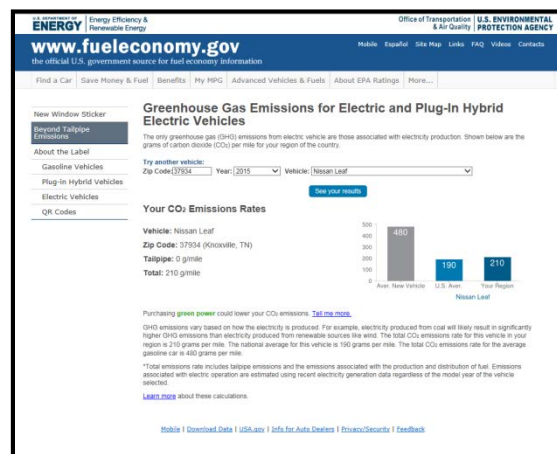 U.S. DEPARTMENT OF
ENERGY
Energy Efficiency &
Renewable Energy
Office of Transportation
& Air Quality
U.S. ENVIRONMENTAL
PROTECTION AGENCY
www.fueleconomy.gov
the official U.S. government source for fuel economy information
Mobile Español Site Map Links FAQ Videos Contacts
Find a Car Save Money & Fuel Benefits My MPG Advanced Vehicles & Fuels About EPA Ratings More...
New Window Sticker
Beyond Tailpipe
Emissions
About the Label
Gasoline Vehicles
Plug-in Hybrid Vehicles
Electric Vehicles
QR Codes
Greenhouse Gas Emissions for Electric and Plug-In Hybrid
Electric Vehicles
The only greenhouse gas (GHG) emissions from electric vehicle are those associated with electricity production. Shown below are the
grams of carbon dioxide (CO₂) per mile for your region of the country.
Try another vehicle:
Zip Code: 37934 Year: 2015 Vehicle: Nissan Leaf
See your results
Your CO₂ Emissions Rates
Vehicle: Nissan Leaf
Zip Code: 37934 (Knoxville, TN)
Tailpipe: 0 g/mile
Total: 210 g/mile
500
400
300
200
100
0
480
190
210
Aver. New Vehicle U.S. Aver. Your Region
Nissan Leaf
Purchasing green power could lower your CO₂ emissions. Tell me more.
GHG emissions vary based on how the electricity is produced. For example, electricity produced from coal will likely result in significantly
higher GHG emissions than electricity produced from renewable sources like wind. The total CO₂ emissions rate for this vehicle in your
region is 210 grams per mile. The national average for this vehicle is 190 grams per mile. The total CO₂ emissions rate for the average
gasoline car is 480 grams per mile.
*Total emissions rate includes tailpipe emissions and the emissions associated with the production and distribution of fuel. Emissions
associated with electric operation are estimated using recent electricity generation data regardless of the model year of the vehicle
selected.
Learn more about these calculations.
Mobile | Download Data | USA.gov | Info for Auto Dealers | Privacy/Security | Feedback